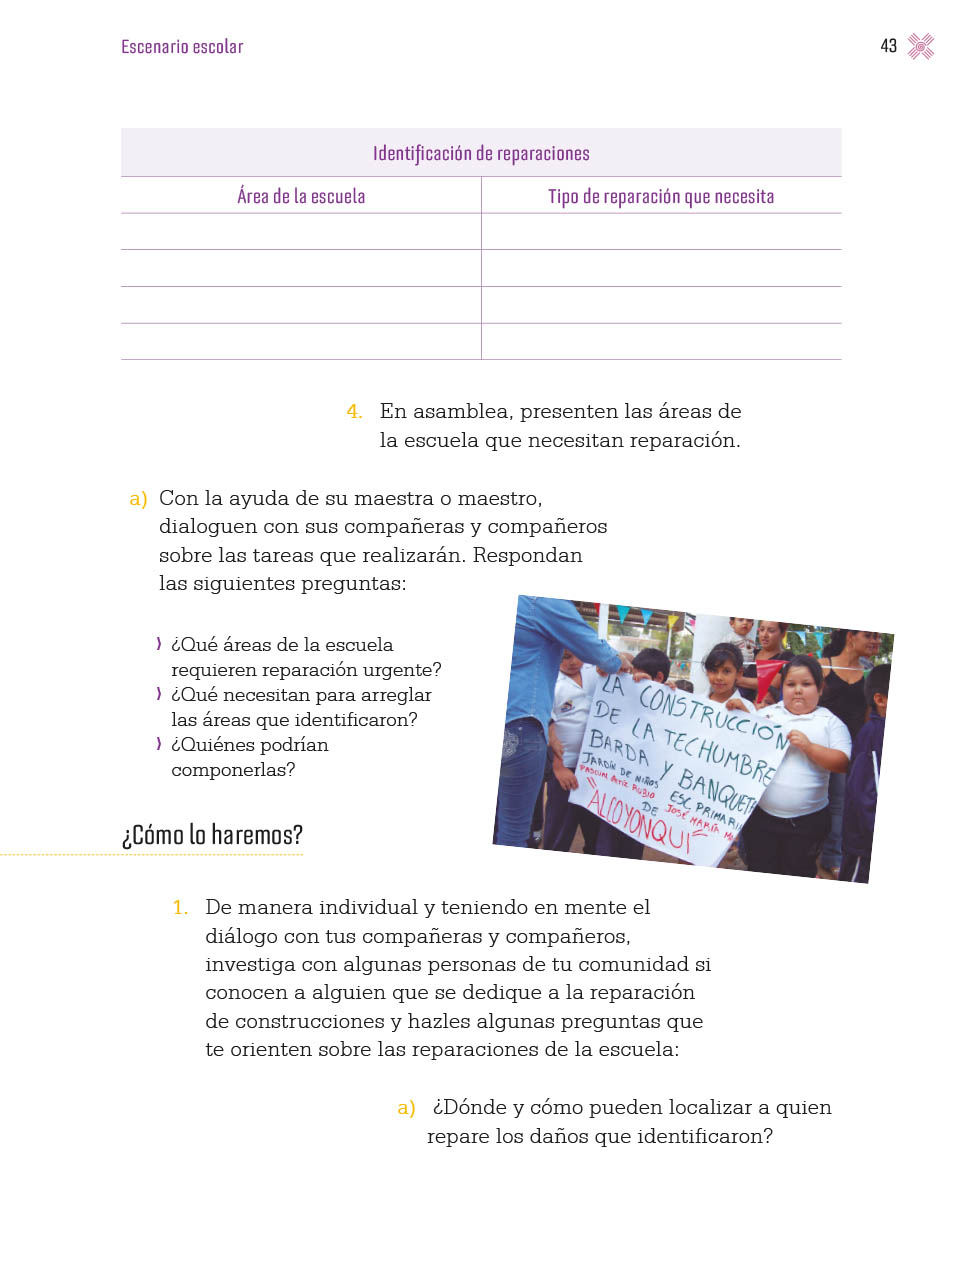 Escenario escolar
43
Identificación de reparaciones
Área de la escuela
Tipo de reparación que necesita
4. En asamblea, presenten las áreas de
la escuela que necesitan reparación.
a) Con la ayuda de su maestra o maestro,
dialoguen con sus compañeras y compañeros
sobre las tareas que realizarán. Respondan
las siguientes preguntas:
¿Qué áreas de la escuela
requieren reparación urgente?
¿Qué necesitan para arreglar
las áreas que identificaron?
¿Quiénes podrían
componerlas?
LA CONSTRUCCIÓN
DE LA TECHUMBRE
BARDA Y BANQUETA
JARDÍN DE NIÑOS ESC. PRIMARIA
PASCUAL ORTÍZ RUBIO JOSÉ MARÍA
DE
"ALCOYONQUI"
¿Cómo lo haremos?
1. De manera individual y teniendo en mente el
diálogo con tus compañeras y compañeros,
investiga con algunas personas de tu comunidad si
conocen a alguien que se dedique a la reparación
de construcciones y hazles algunas preguntas que
te orienten sobre las reparaciones de la escuela:
a) ¿Dónde y cómo pueden localizar a quien
repare los daños que identificaron?